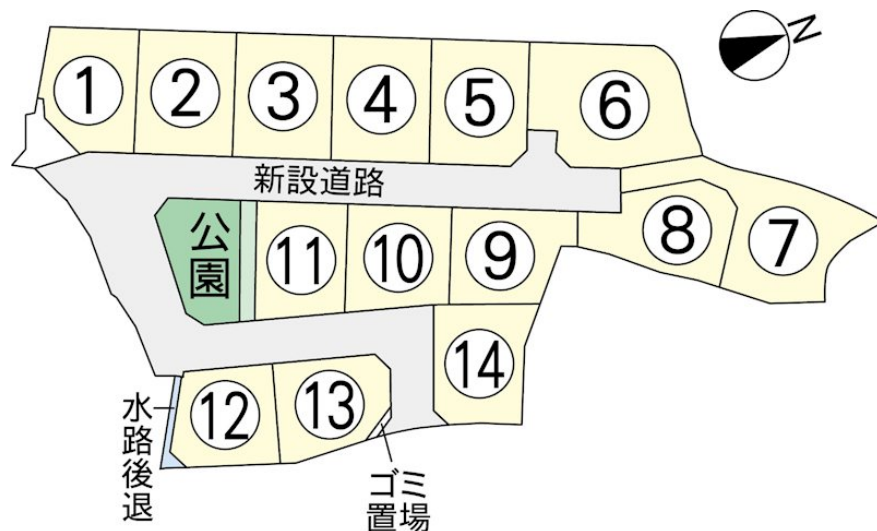 N
①
②
③
④
⑤
⑥
新設道路
公園
⑪
⑩
⑨
⑧
⑦
⑫
⑬
⑭
水路後退
ゴミ
置場